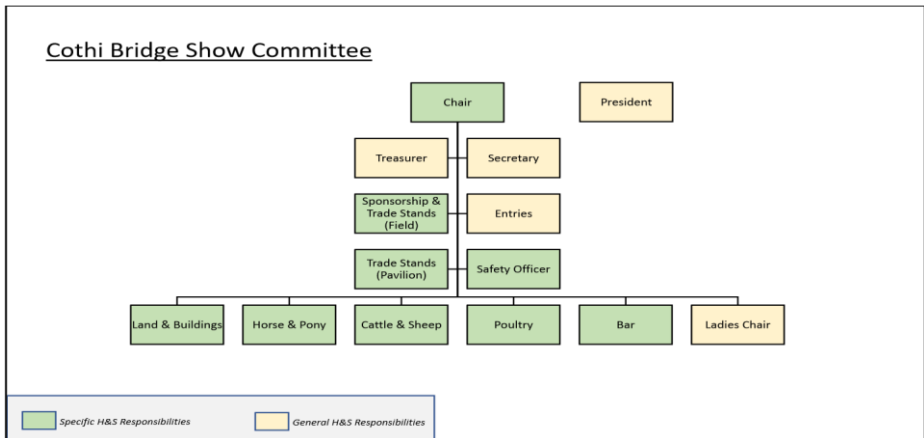 Cothi Bridge Show Committee
Chair
President
Treasurer
Secretary
Sponsorship &
Trade Stands
(Field)
Entries
Trade Stands
(Pavilion)
Safety Officer
Land & Buildings
Horse & Pony
Cattle & Sheep
Poultry
Bar
Ladies Chair
Specific H&S Responsibilities
General H&S Responsibilities